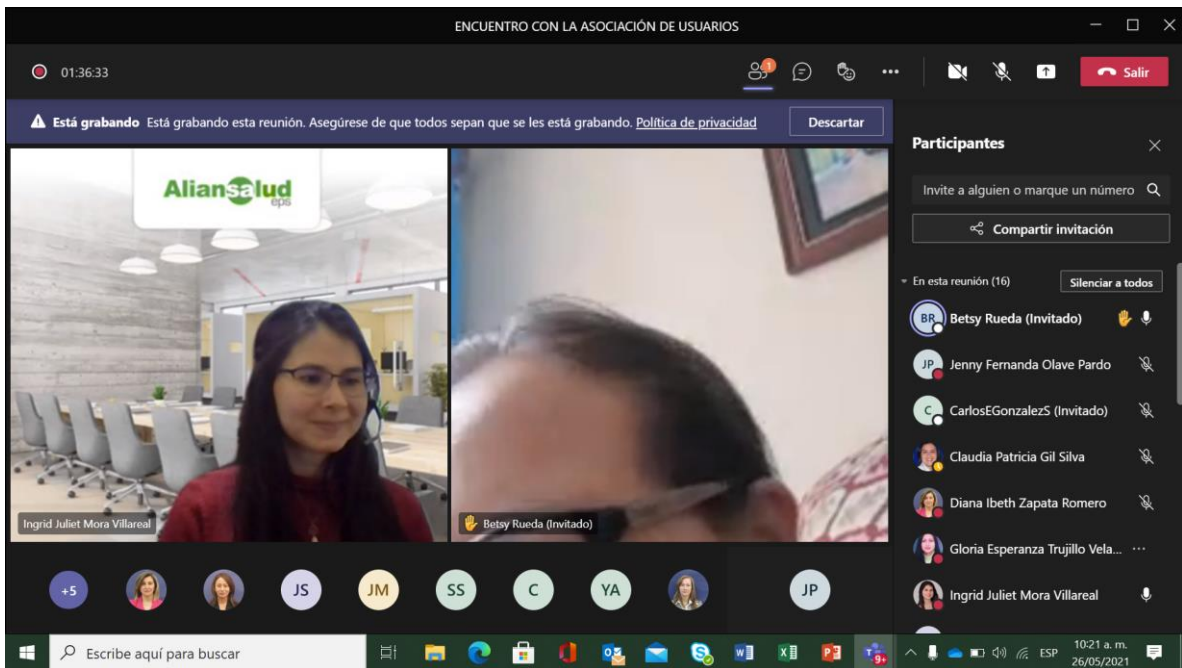 ENCUENTRO CON LA ASOCIACIÓN DE USUARIOS
01:36:33
1
Salir
Está grabando Está grabando esta reunión. Asegúrese de que todos sepan que se les está grabando. Política de privacidad
Descartar
Aliansalud
eps
Ingrid Juliet Mora Villareal
Betsy Rueda (Invitado)
+5
JS
JM
SS
C
YA
JP
Participantes
Invite a alguien o marque un número
Compartir invitación
En esta reunión (16)
Silenciar a todos
BR
Betsy Rueda (Invitado)
JP
Jenny Fernanda Olave Pardo
C
CarlosEGonzalezS (Invitado)
Claudia Patricia Gil Silva
Diana Ibeth Zapata Romero
Gloria Esperanza Trujillo Vela...
Ingrid Juliet Mora Villareal
Escribe aquí para buscar
9+
ESP
10:21 a. m.
26/05/2021